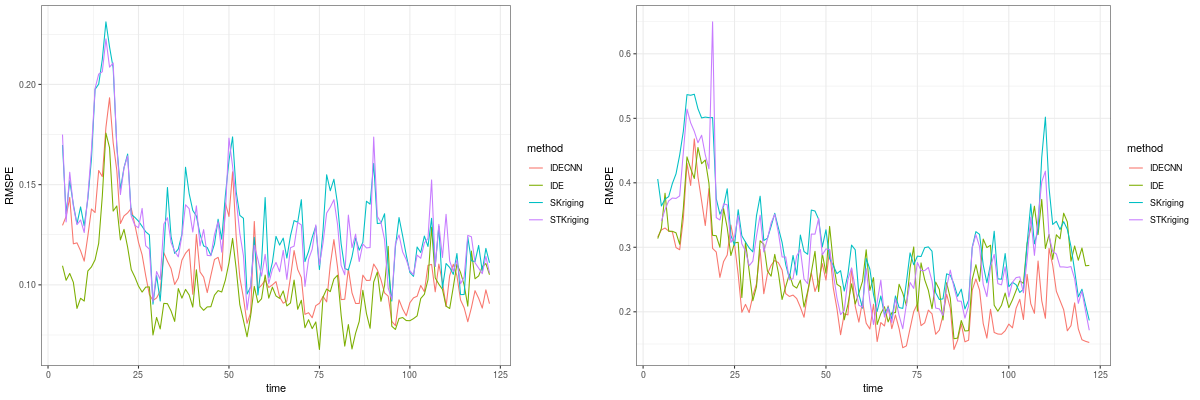 RMSPE
0.20
0.15
0.10
0
25
50
75
100
125
time
method
IDECNN
IDE
SKriging
STKriging
RMSPE
0.6
0.5
0.4
0.3
0.2
0
25
50
75
100
125
time
method
IDECNN
IDE
SKriging
STKriging